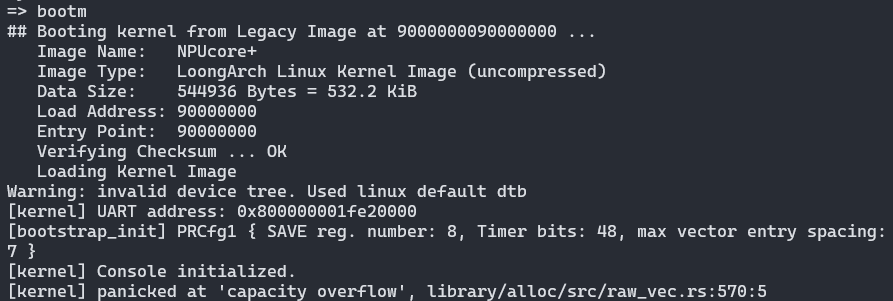 => bootm
## Booting kernel from Legacy Image at 9000000090000000 ...
   Image Name:   NPUcore+
   Image Type:   LoongArch Linux Kernel Image (uncompressed)
   Data Size:    544936 Bytes = 532.2 KiB
   Load Address: 90000000
   Entry Point:  90000000
   Verifying Checksum ... OK
   Loading Kernel Image
Warning: invalid device tree. Used linux default dtb
[kernel] UART address: 0x800000001fe20000
[bootstrap_init] PRCfg1 { SAVE reg. number: 8, Timer bits: 48, max vector entry spacing:
7 }
[kernel] Console initialized.
[kernel] panicked at 'capacity overflow', library/alloc/src/raw_vec.rs:570:5